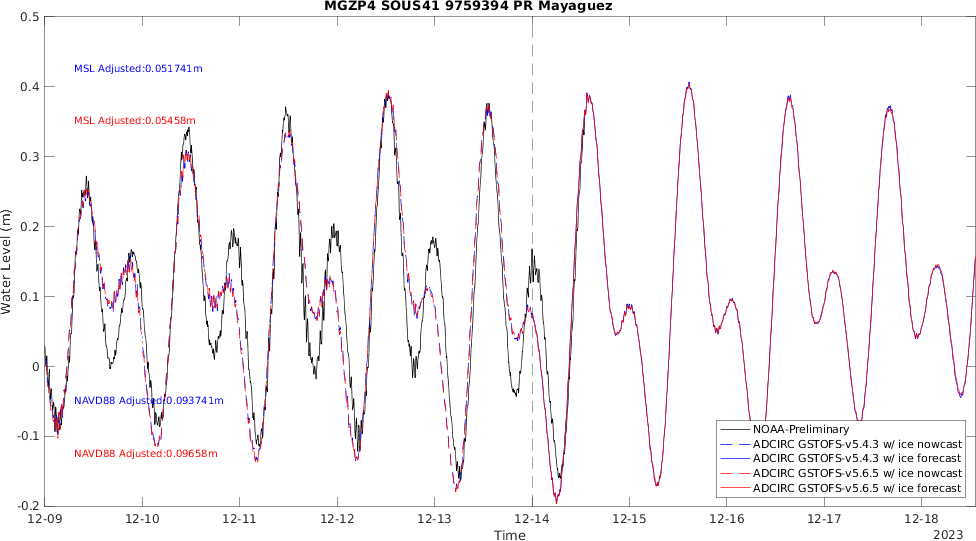 MGZP4 SOUS41 9759394 PR Mayaguez
0.5
0.4
0.3
0.2
0.1
0
-0.1
-0.2
Water Level (m)
MSL Adjusted:0.051741m
MSL Adjusted:0.05458m
NAVD88 Adjusted:0.093741m
NAVD88 Adjusted:0.09658m
NOAA-Preliminary
ADCIRC GSTOFS-v5.4.3 w/ ice nowcast
ADCIRC GSTOFS-v5.4.3 w/ ice forecast
ADCIRC GSTOFS-v5.6.5 w/ ice nowcast
ADCIRC GSTOFS-v5.6.5 w/ ice forecast
12-09 12-10 12-11 12-12 12-13 12-14 12-15 12-16 12-17 12-18
Time
2023